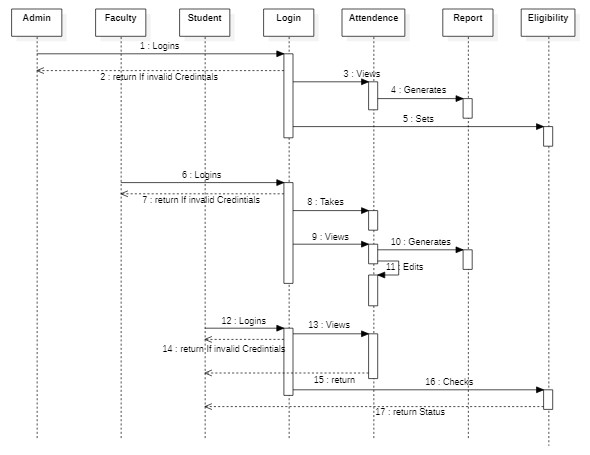 Admin Faculty Student Login Attendence Report Eligibility
1 : Logins
2 : return If invalid Credintials
3 : Views
4 : Generates
5 : Sets
6 : Logins
7 : return If invalid Credintials
8 : Takes
9 : Views
10 : Generates
11 : Edits
12 : Logins
13 : Views
14 : return If invalid Credintials
15 : return
16 : Checks
17 : return Status